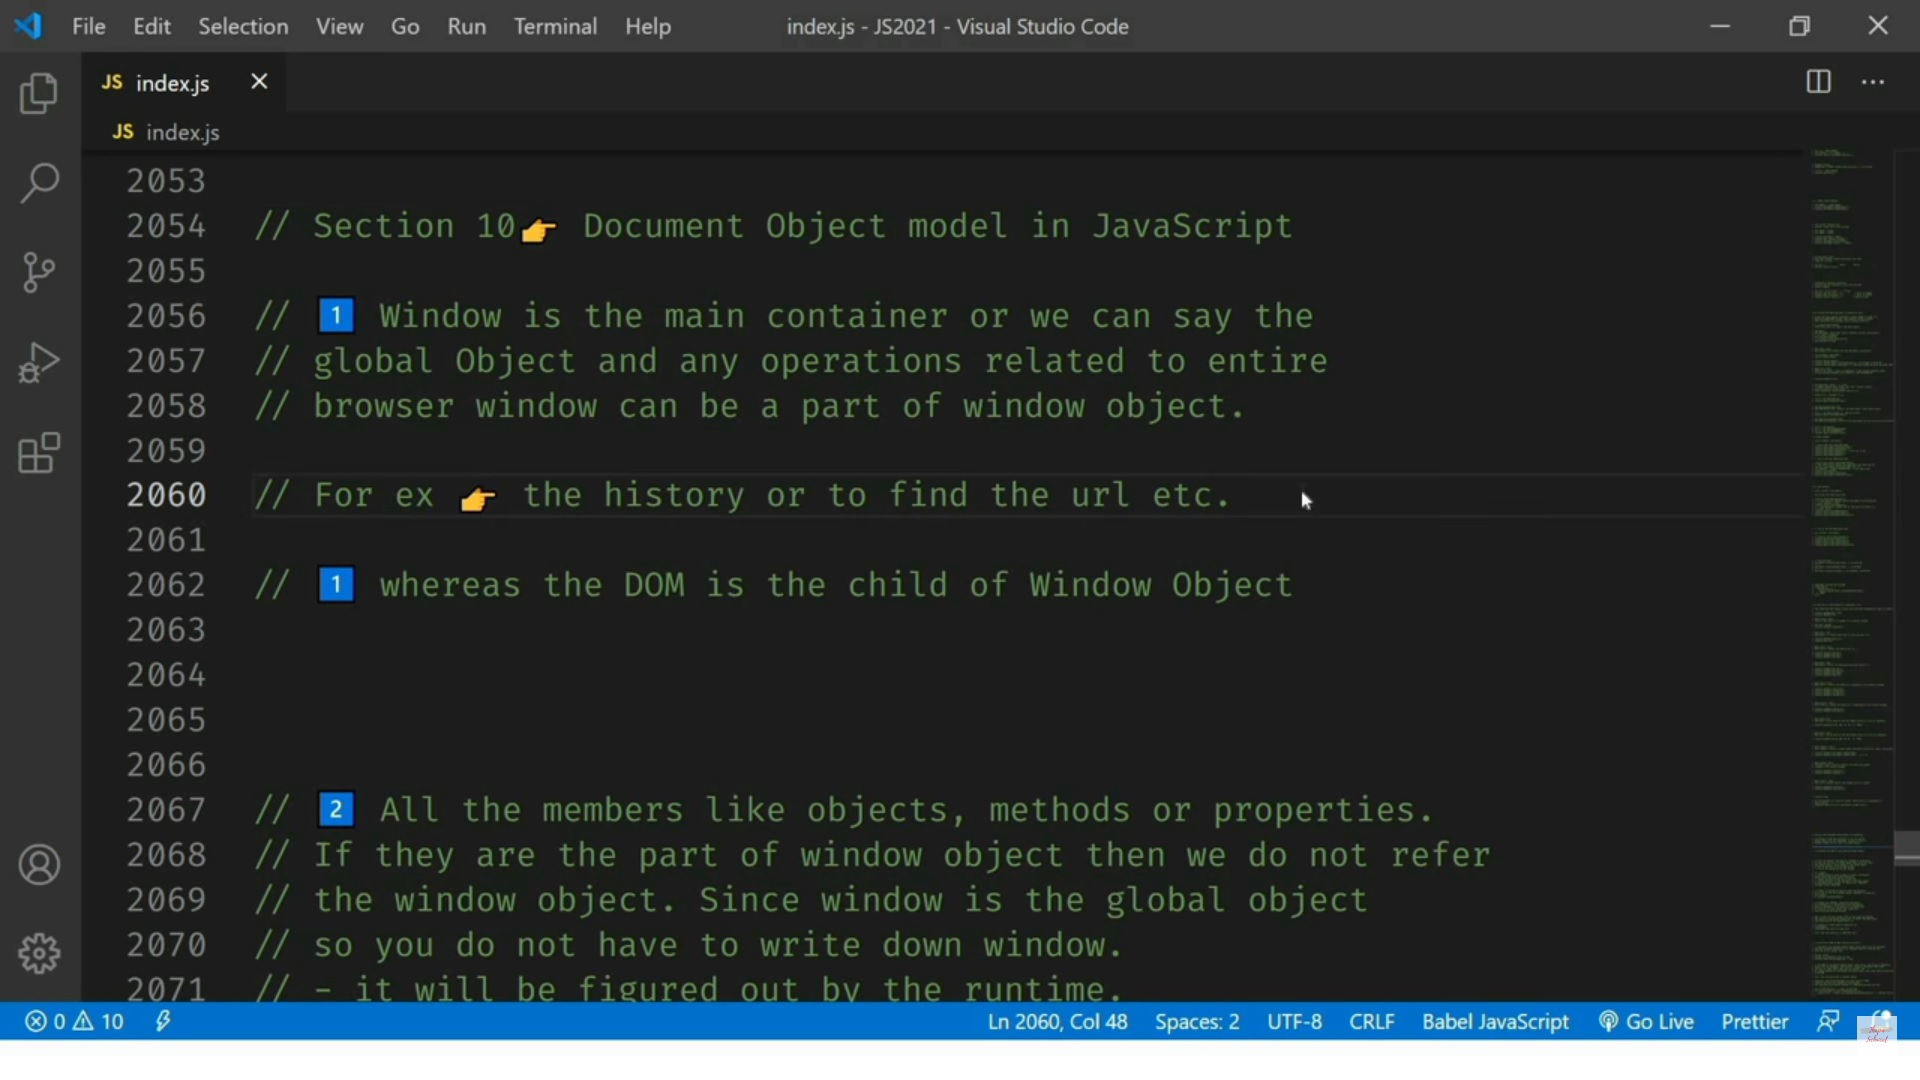 File Edit Selection View Go Run Terminal Help index.js - JS2021 - Visual Studio Code
JS index.js
JS index.js
2053
2054 // Section 10👉 Document Object model in JavaScript
2055
2056 // 1️⃣ Window is the main container or we can say the
2057 // global Object and any operations related to entire
2058 // browser window can be a part of window object.
2059
2060 // For ex 👉 the history or to find the url etc.
2061
2062 // 1️⃣ whereas the DOM is the child of Window Object
2063
2064
2065
2066
2067 // 2️⃣ All the members like objects, methods or properties.
2068 // If they are the part of window object then we do not refer
2069 // the window object. Since window is the global object
2070 // so you do not have to write down window.
2071 // - it will be figured out by the runtime.
0 10 Ln 2060, Col 48 Spaces: 2 UTF-8 CRLF Babel JavaScript Go Live Prettier